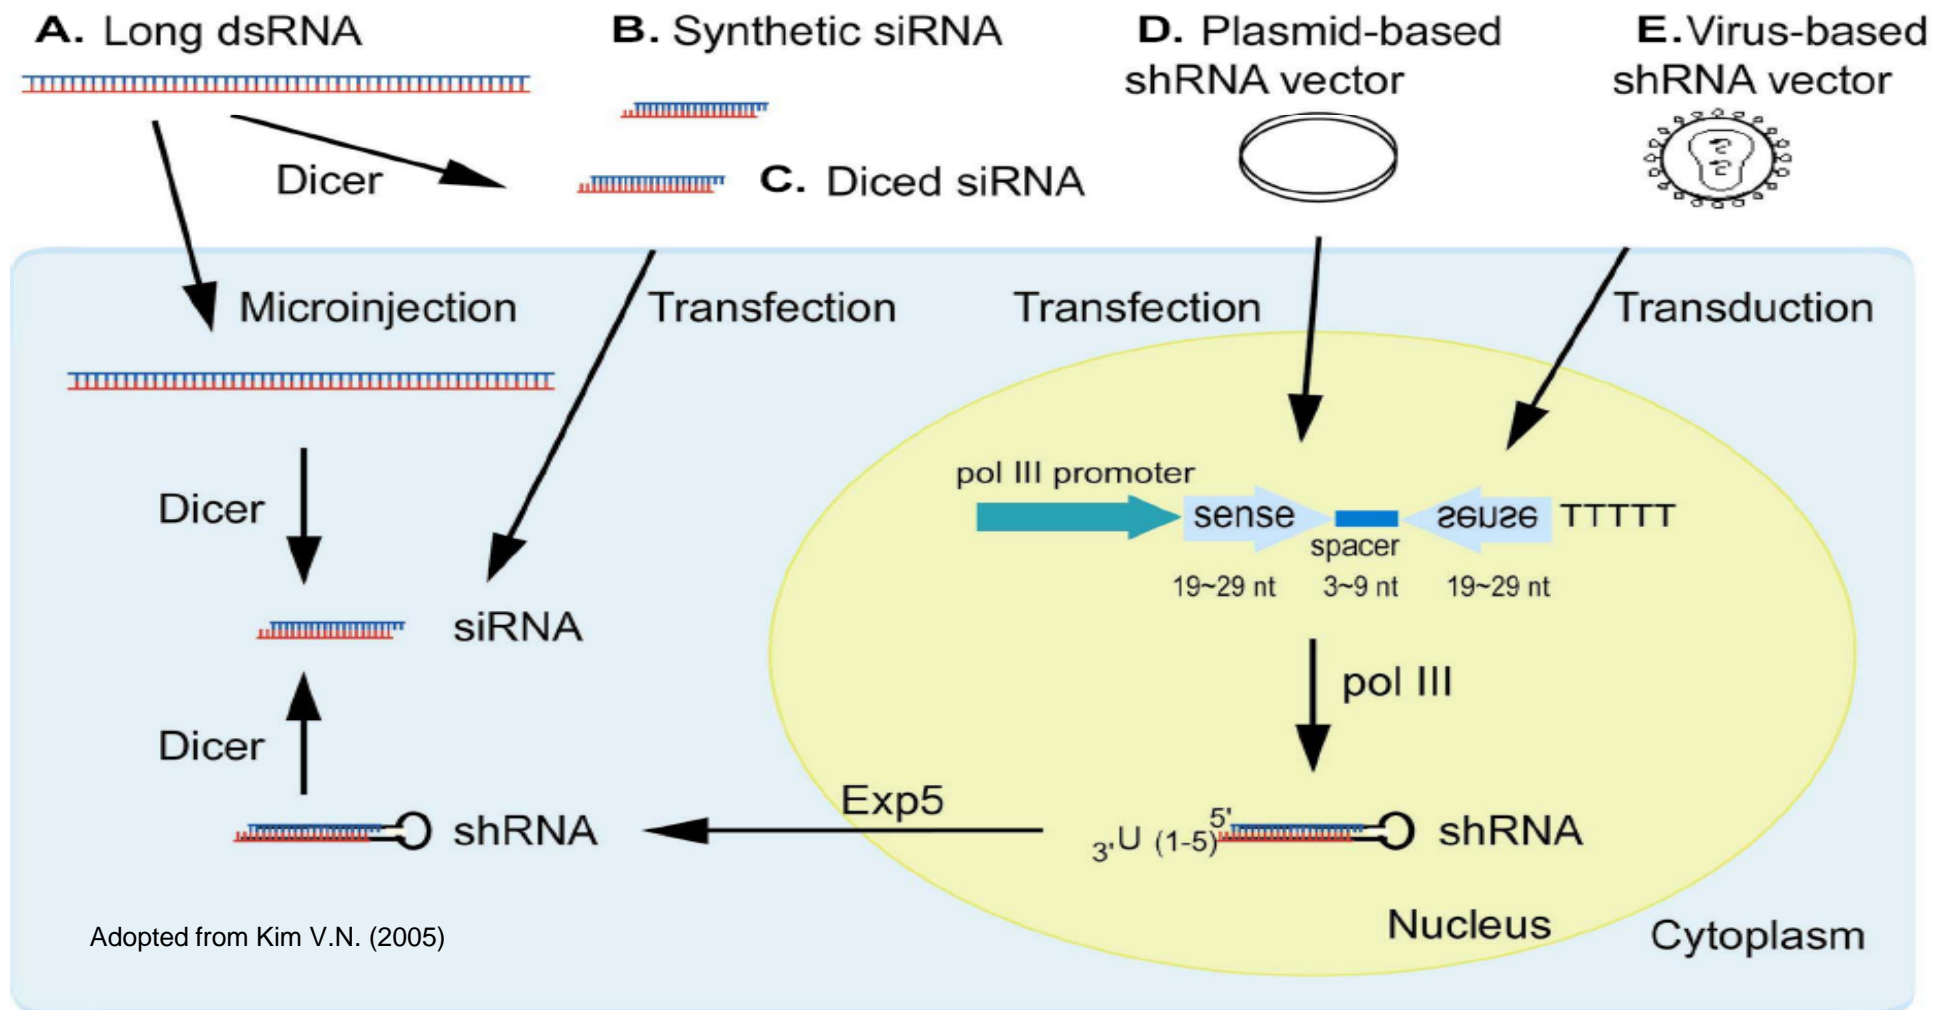 A. Long dsRNA
B. Synthetic siRNA
D. Plasmid-based
shRNA vector
E.Virus-based
shRNA vector
Dicer
C. Diced siRNA
Microinjection
Transfection
Transfection
Transduction
pol III promoter
sense
spacer
sense
TTTTT
19~29 nt
3~9 nt
19~29 nt
Dicer
siRNA
pol III
Dicer
Exp5
shRNA
3'U (1-5)
5'
shRNA
Nucleus
Cytoplasm
Adopted from Kim V.N. (2005)